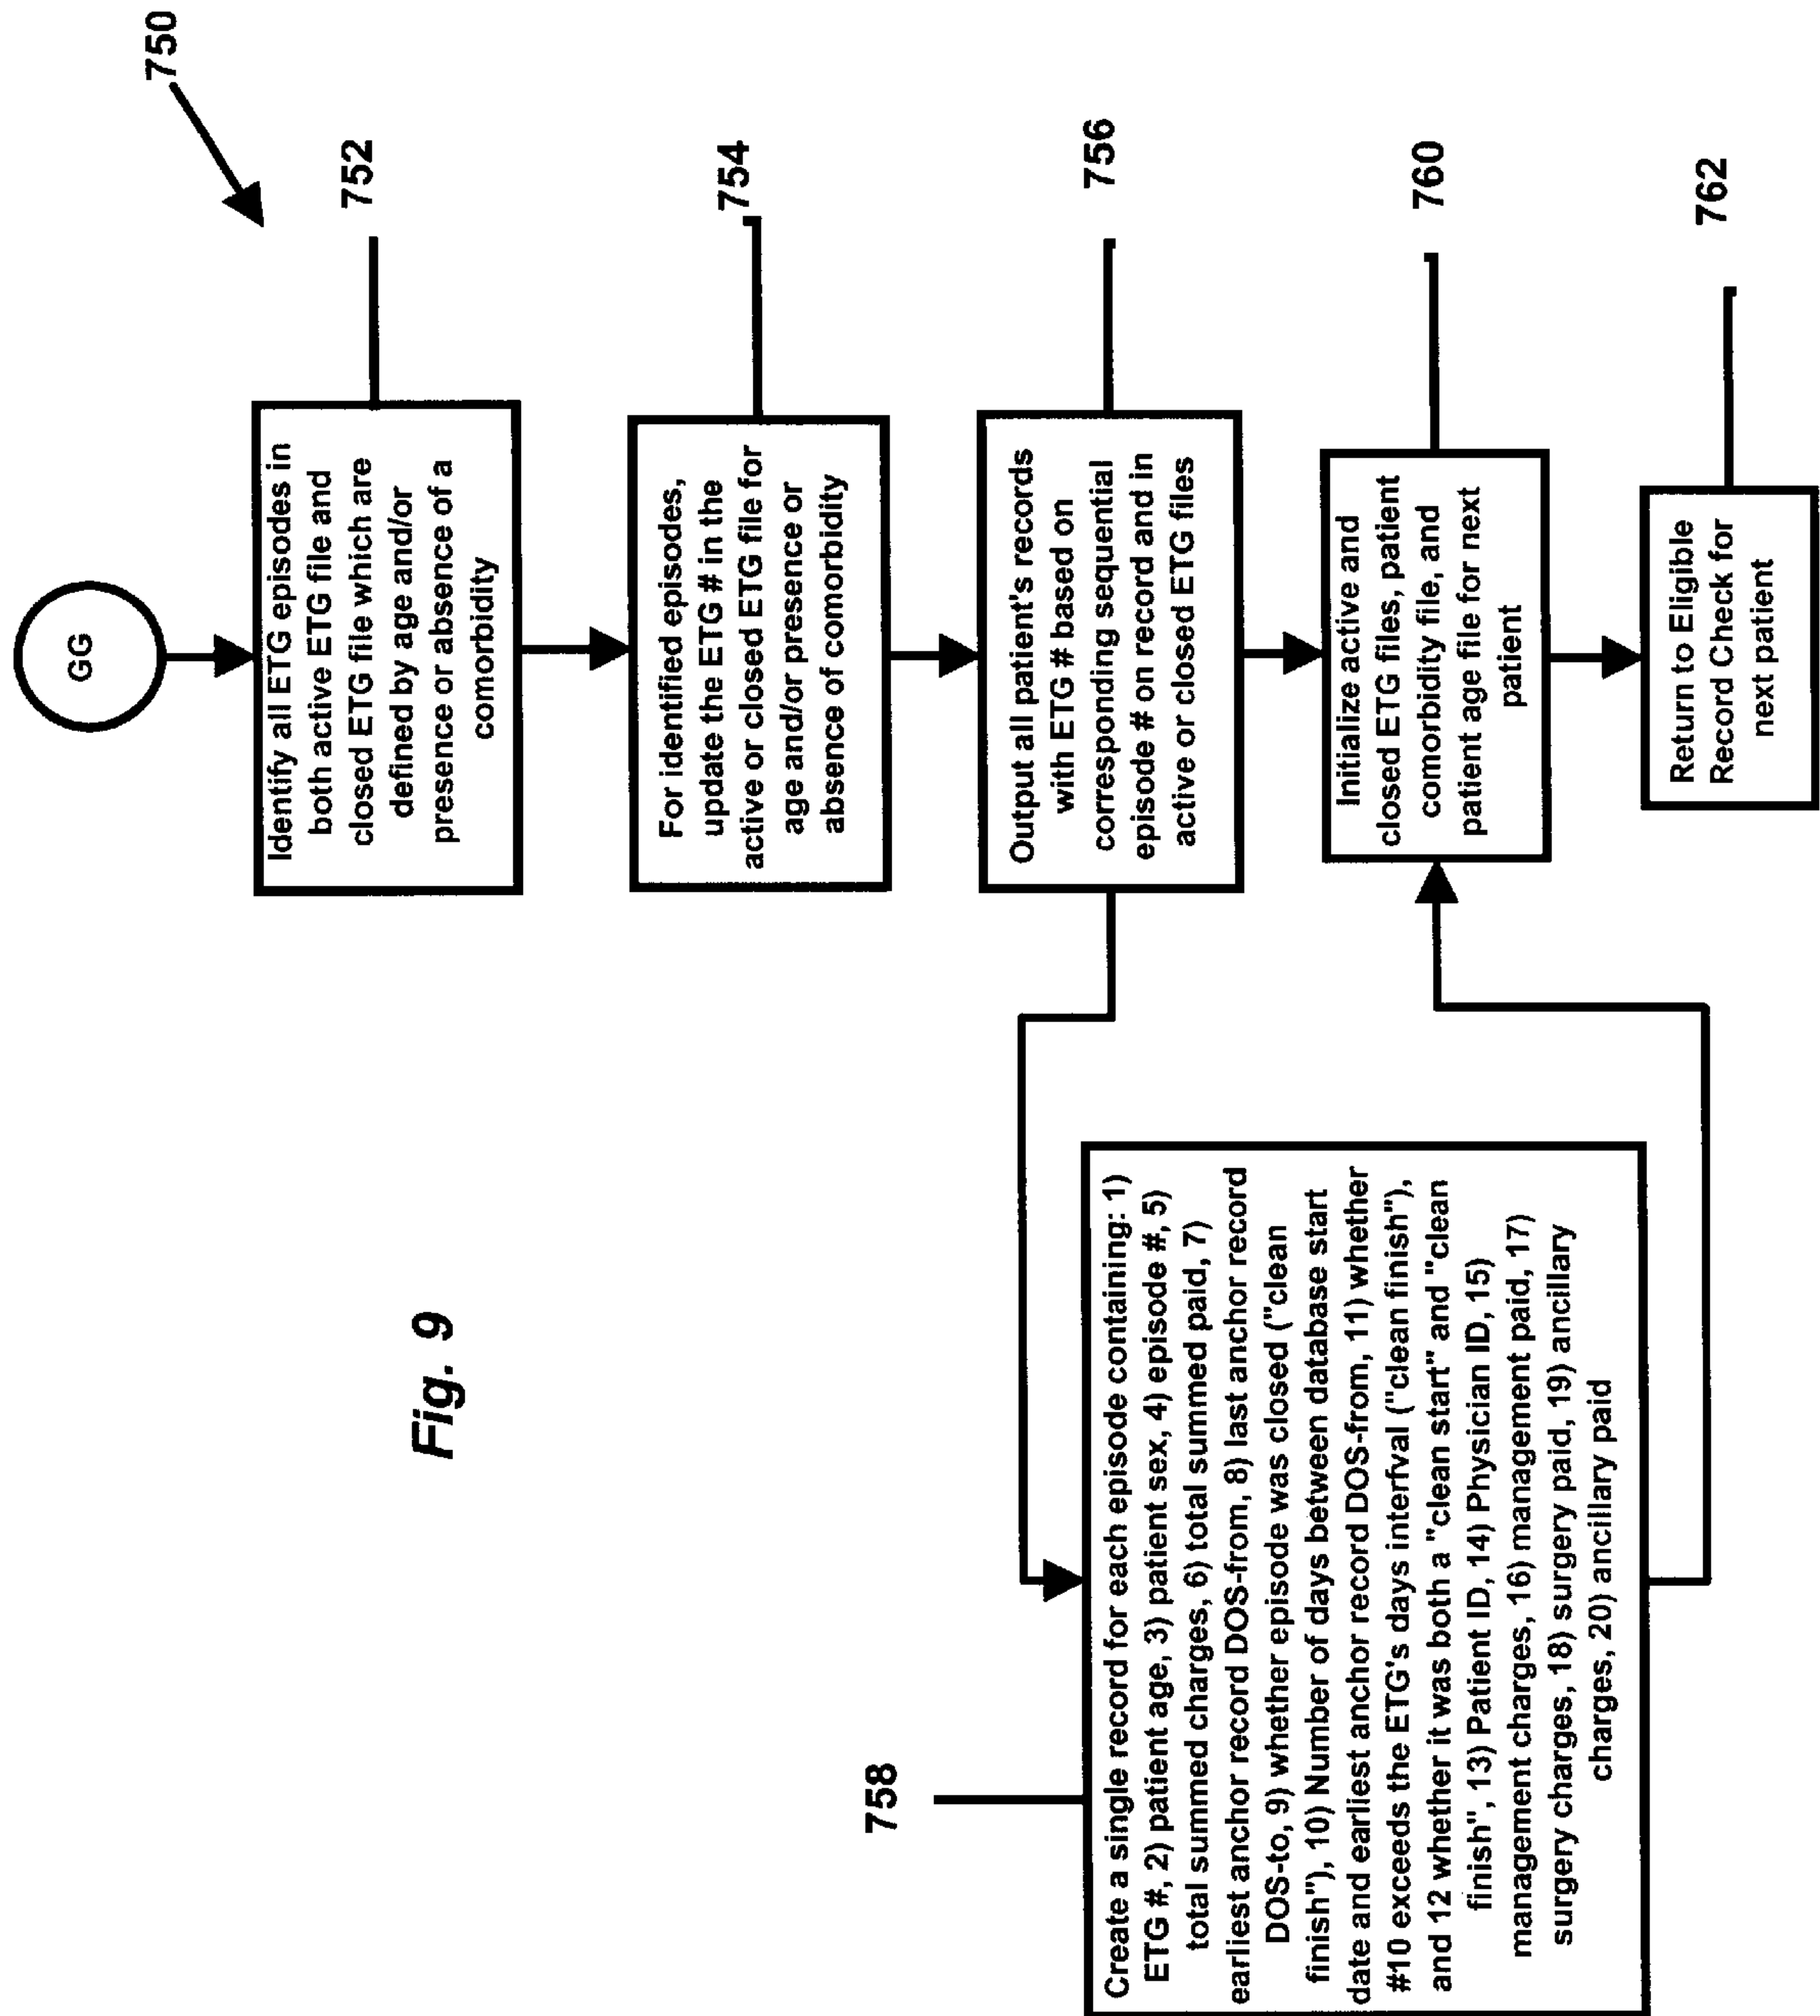 750
GG
Identify all ETG episodes in
both active ETG file and
closed ETG file which are
defined by age and/or
presence or absence of a
comorbidity
752
For identified episodes,
update the ETG # in the
active or closed ETG file for
age and/or presence or
absence of comorbidity
754
Output all patient's records
with ETG # based on
corresponding sequential
episode # on record and in
active or closed ETG files
756
Initialize active and
closed ETG files, patient
comorbidity file, and
patient age file for next
patient
760
Return to Eligible
Record Check for
next patient
762
Fig. 9
758
Create a single record for each episode containing: 1)
ETG #, 2) patient age, 3) patient sex, 4) episode #, 5)
total summed charges, 6) total summed paid, 7)
earliest anchor record DOS-from, 8) last anchor record
DOS-to, 9) whether episode was closed ("clean
finish"), 10) Number of days between database start
date and earliest anchor record DOS-from, 11) whether
#10 exceeds the ETG's days interfval ("clean finish"),
and 12 whether it was both a "clean start" and "clean
finish", 13) Patient ID, 14) Physician ID, 15)
management charges, 16) management paid, 17)
surgery charges, 18) surgery paid, 19) ancillary
charges, 20) ancillary paid